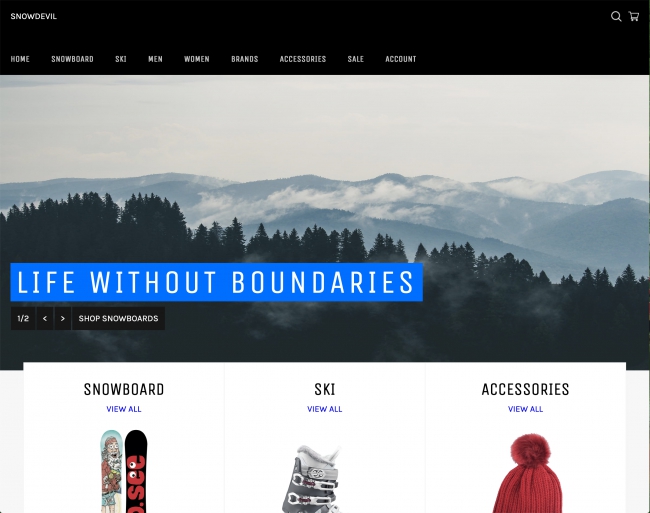 SNOWDEVIL
HOME SNOWBOARD SKI MEN WOMEN BRANDS ACCESSORIES SALE ACCOUNT
LIFE WITHOUT BOUNDARIES
1/2 < > SHOP SNOWBOARDS
SNOWBOARD SKI ACCESSORIES
VIEW ALL VIEW ALL VIEW ALL